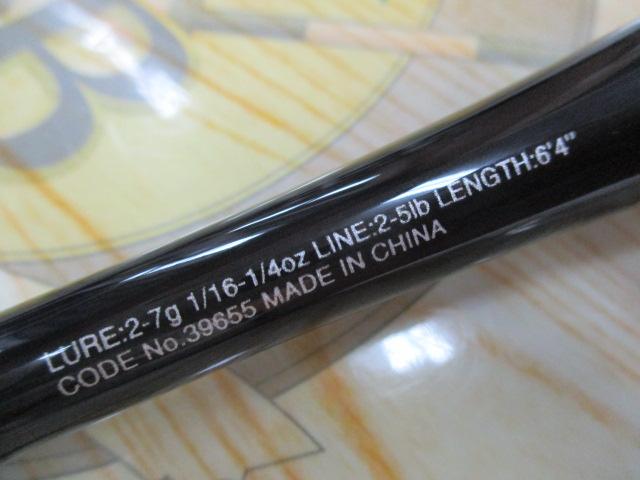 LURE:2-7g 1/16-1/4oz LINE:2-5lb LENGTH:6'4"
CODE No.39655 MADE IN CHINA